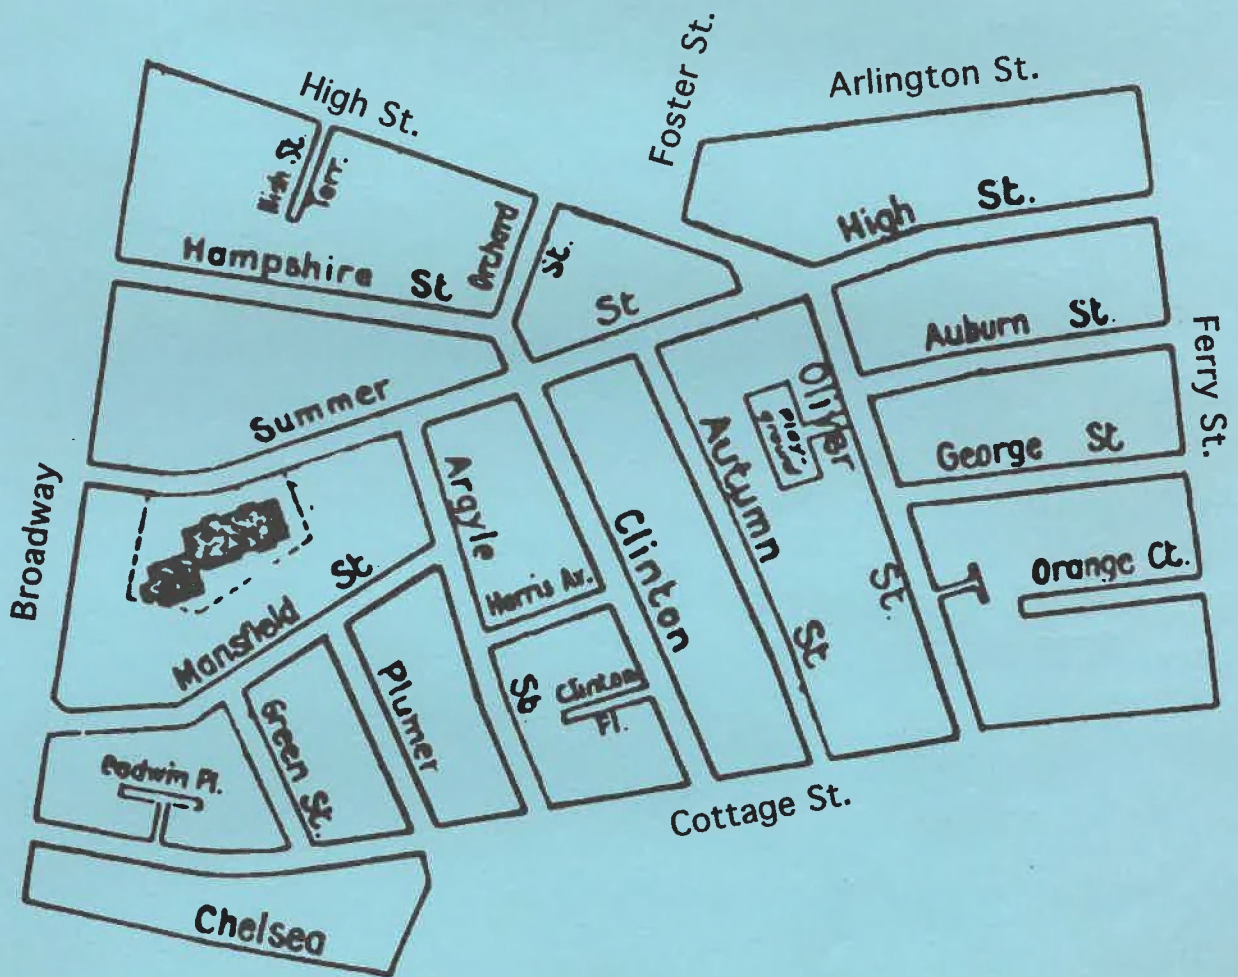 High St.
Foster St.
Arlington St.
High St.
Terr.
High St.
Hampshire St
Orchard St.
St
Auburn St.
Ferry St.
Summer
Oliver St
play-
ground
George St
Argyle St
Autumn St
Clinton
Broadway
Orange Ct.
Harris Av.
Mansfield St
Plumer
Clinton
Pl.
Green St.
Eadwin Pl.
Cottage St.
Chelsea